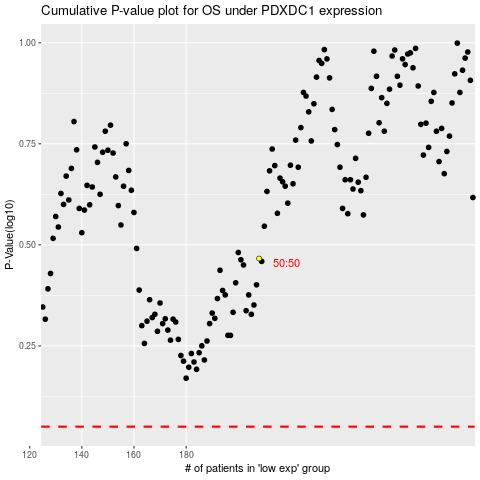 Cumulative P-value plot for OS under PDXDC1 expression
P-Value(log10)
1.00
0.75
0.50
0.25
50:50
120 140 160 180
# of patients in 'low exp' group